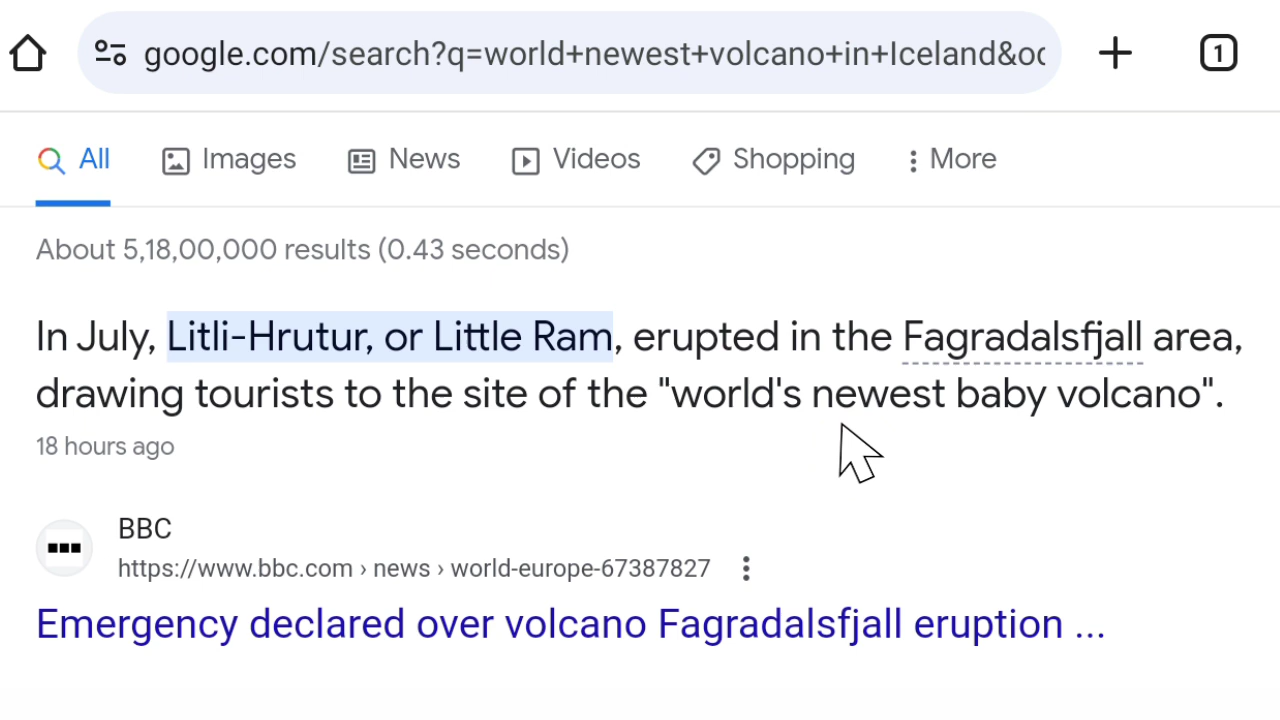 google.com/search?q=world+newest+volcano+in+Iceland&oc
1
All Images News Videos Shopping More
About 5,18,00,000 results (0.43 seconds)
In July, Litli-Hrutur, or Little Ram, erupted in the Fagradalsfjall area,
drawing tourists to the site of the "world's newest baby volcano".
18 hours ago
BBC
https://www.bbc.com › news › world-europe-67387827
Emergency declared over volcano Fagradalsfjall eruption ...